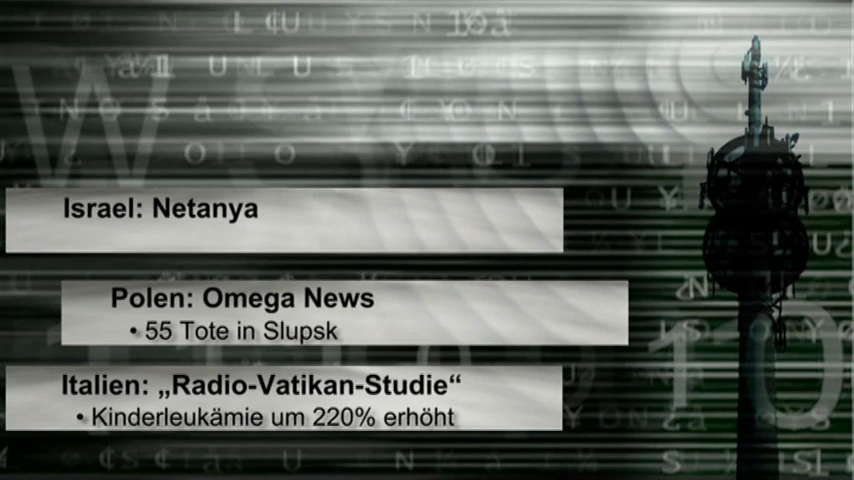 Israel: Netanya
Polen: Omega News
• 55 Tote in Slupsk
Italien: „Radio-Vatikan-Studie“
• Kinderleukämie um 220% erhöht